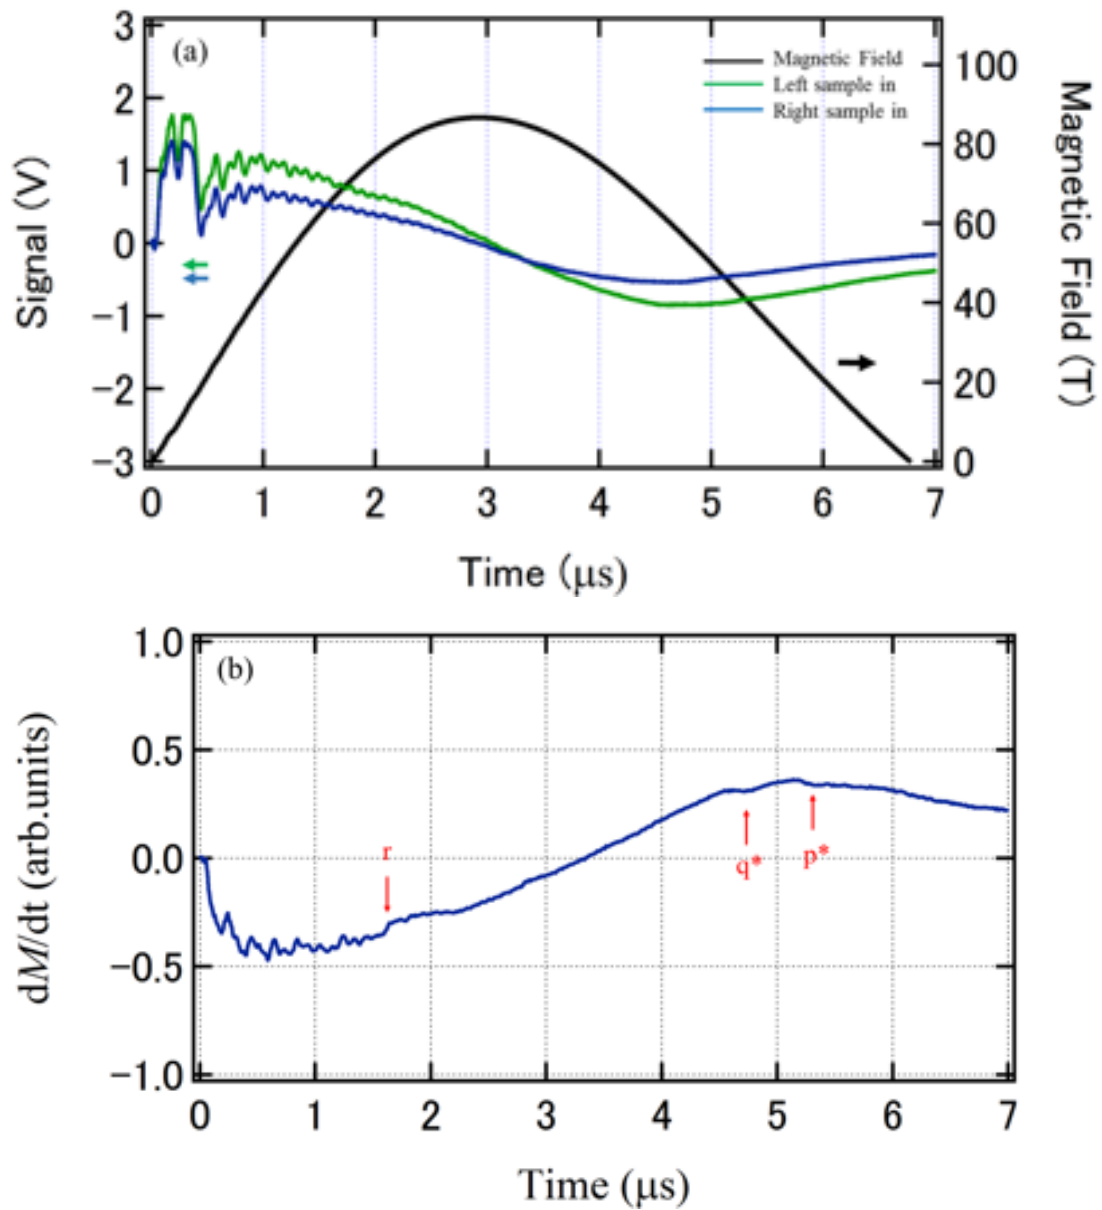 (a)
Magnetic Field
Left sample in
Right sample in
3
2
1
0
−1
−2
−3
Signal (V)
100
80
60
40
20
0
Magnetic Field (T)
0 1 2 3 4 5 6 7
Time (μs)
(b)
1.0
0.5
0.0
−0.5
−1.0
dM/dt (arb.units)
r
q*
p*
0 1 2 3 4 5 6 7
Time (μs)